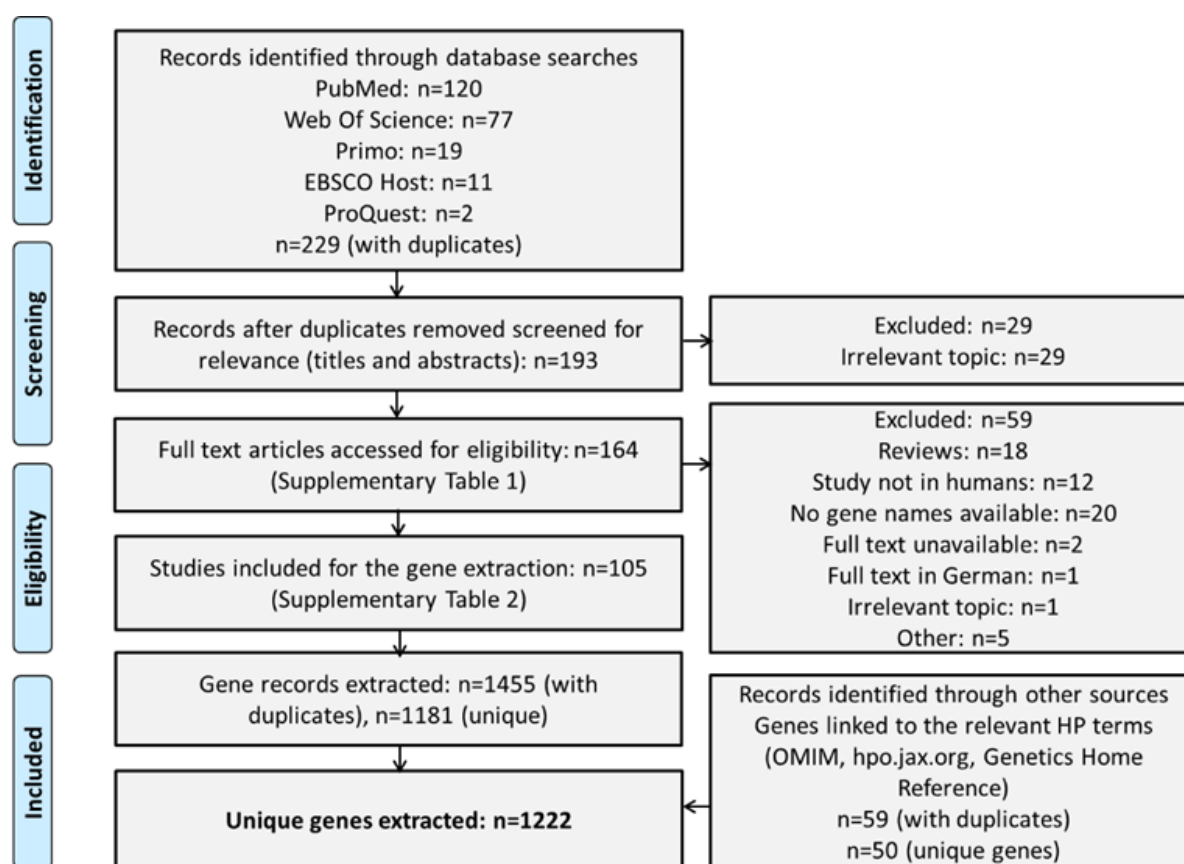 Identification
Records identified through database searches
PubMed: n=120
Web Of Science: n=77
Primo: n=19
EBSCO Host: n=11
ProQuest: n=2
n=229 (with duplicates)
Screening
Records after duplicates removed screened for
relevance (titles and abstracts): n=193
Excluded: n=29
Irrelevant topic: n=29
Eligibility
Full text articles accessed for eligibility: n=164
(Supplementary Table 1)
Excluded: n=59
Reviews: n=18
Study not in humans: n=12
No gene names available: n=20
Full text unavailable: n=2
Full text in German: n=1
Irrelevant topic: n=1
Other: n=5
Studies included for the gene extraction: n=105
(Supplementary Table 2)
Included
Gene records extracted: n=1455 (with
duplicates), n=1181 (unique)
Records identified through other sources
Genes linked to the relevant HP terms
(OMIM, hpo.jax.org, Genetics Home
Reference)
n=59 (with duplicates)
n=50 (unique genes)
Unique genes extracted: n=1222